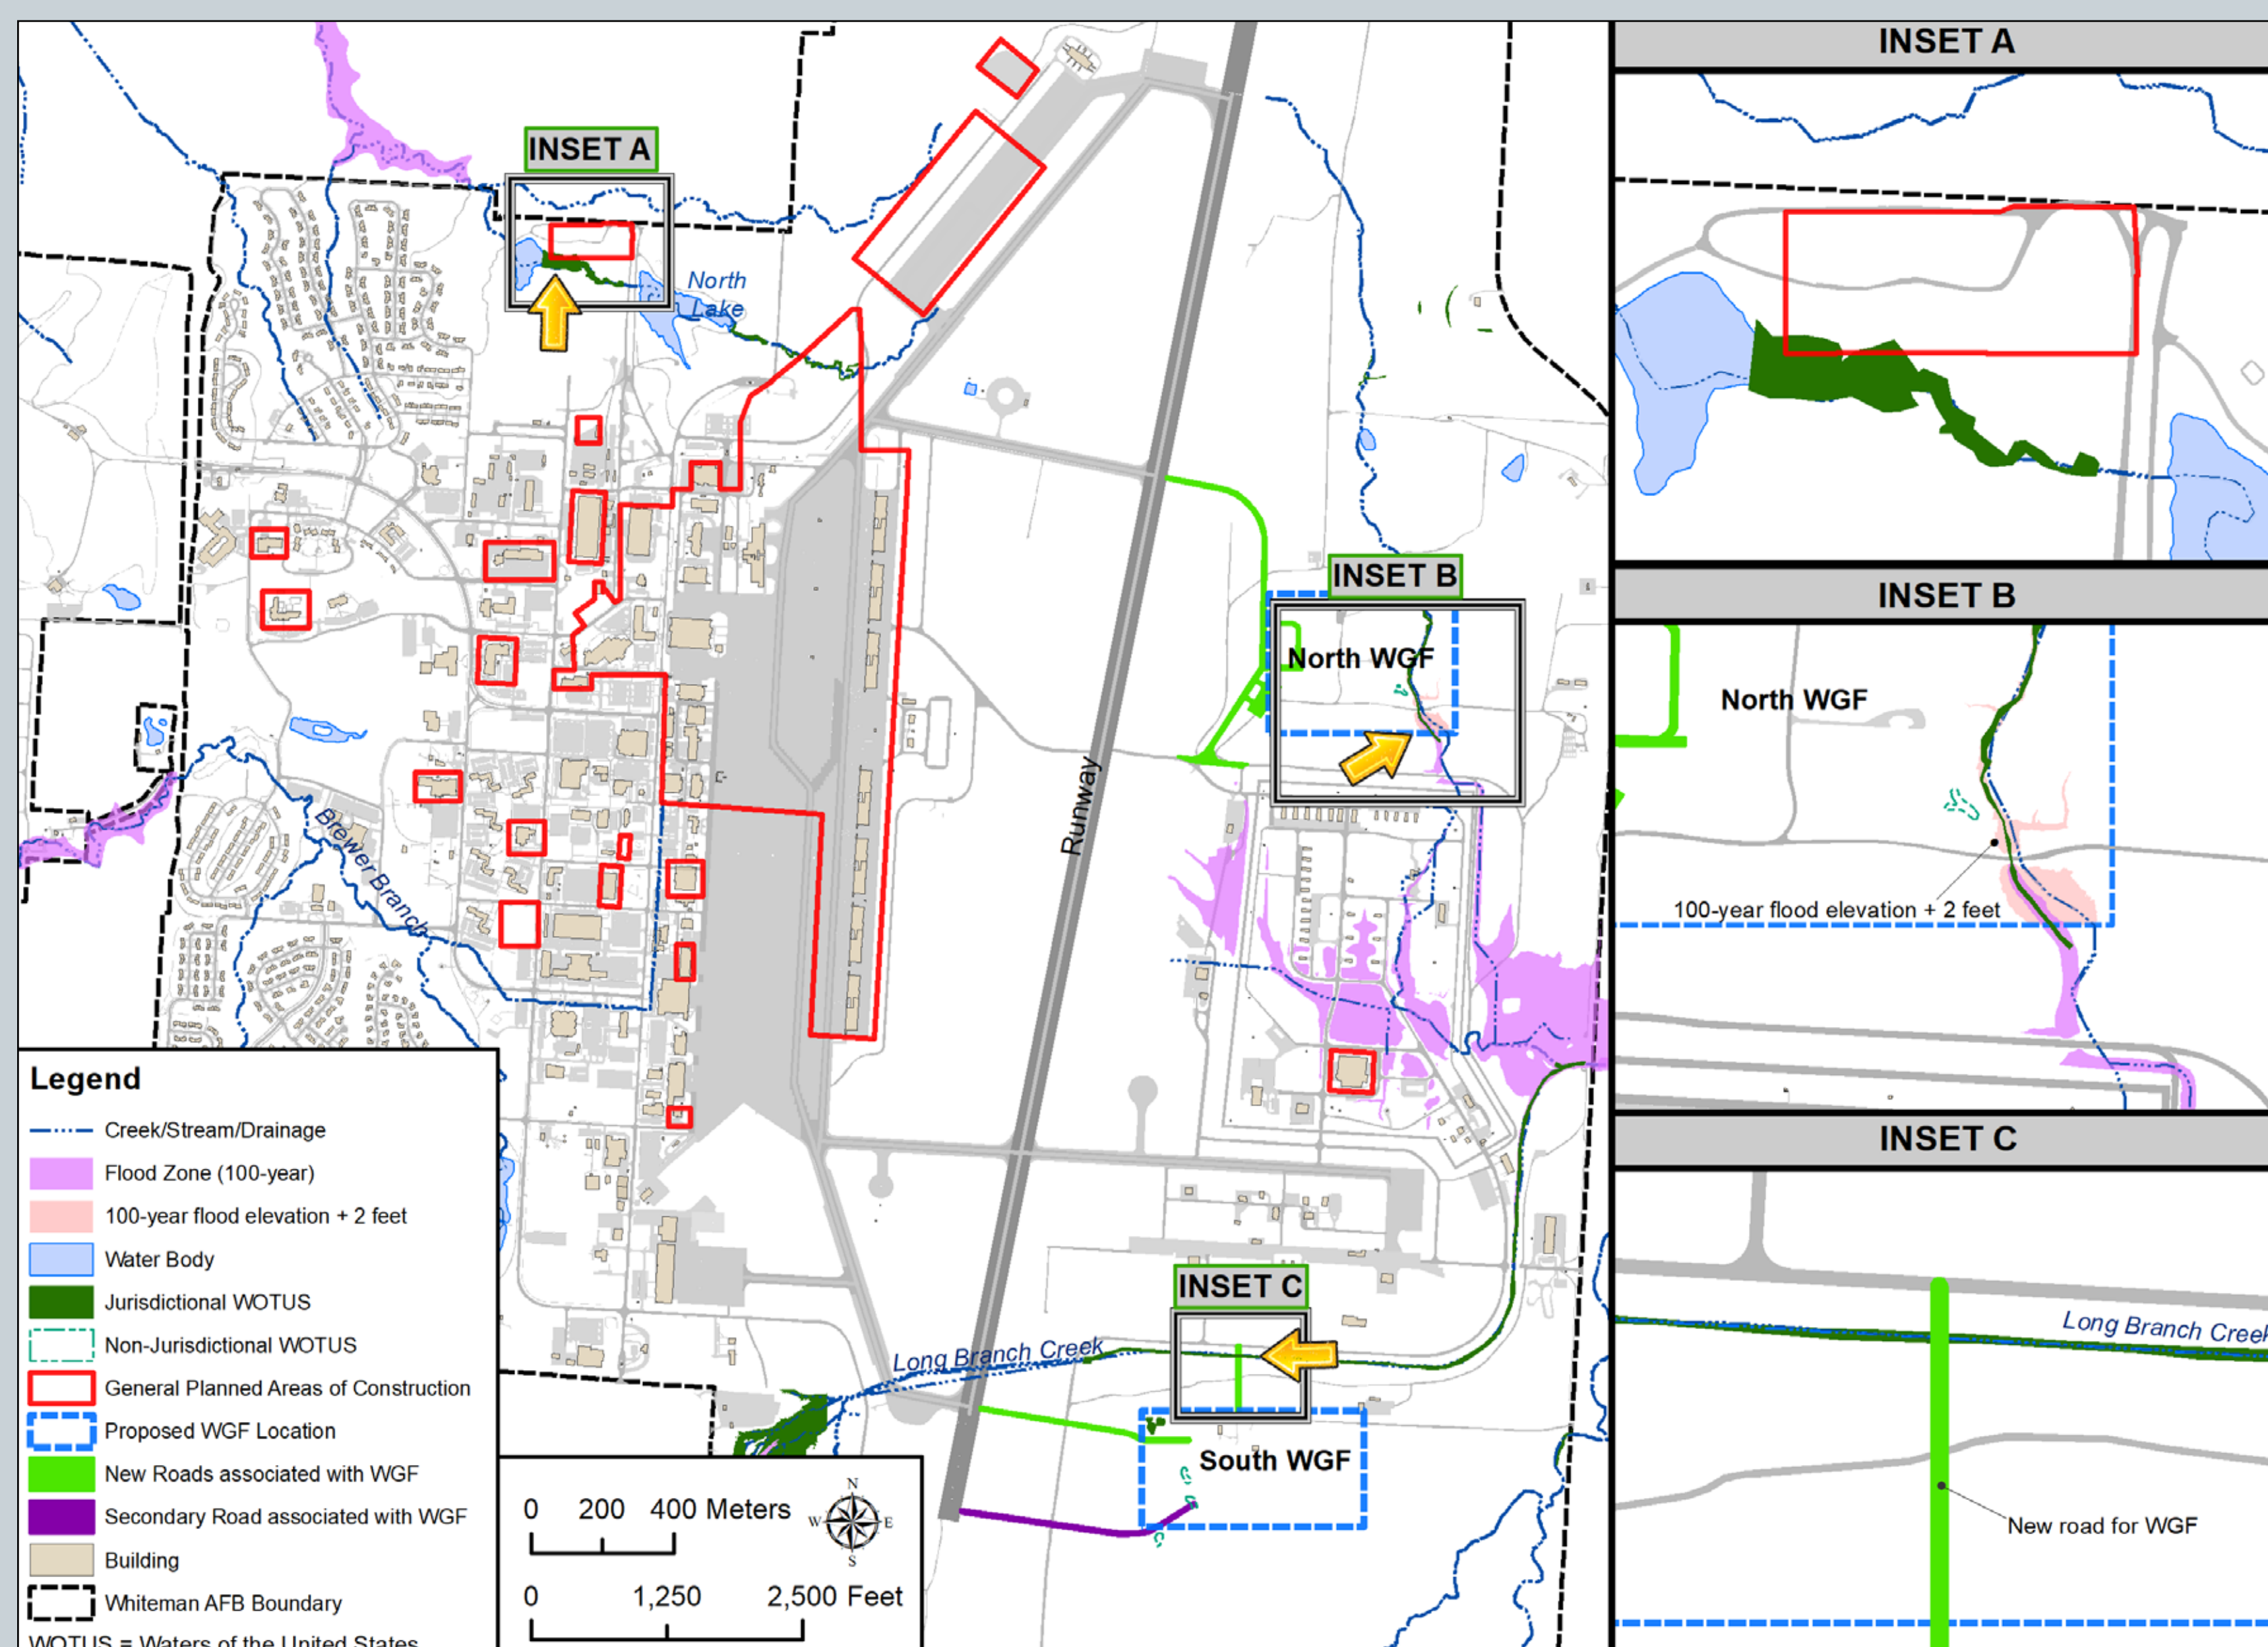 INSET A
North
Lake
INSET B
North WGF
Runway
Brewer Branch
INSET C
Long Branch Creek
South WGF
Legend
Creek/Stream/Drainage
Flood Zone (100-year)
100-year flood elevation + 2 feet
Water Body
Jurisdictional WOTUS
Non-Jurisdictional WOTUS
General Planned Areas of Construction
Proposed WGF Location
New Roads associated with WGF
Secondary Road associated with WGF
Building
Whiteman AFB Boundary
WOTUS = Waters of the United States
0 200 400 Meters
0 1,250 2,500 Feet
N
W E
S
INSET A
INSET B
North WGF
100-year flood elevation + 2 feet
INSET C
Long Branch Creek
New road for WGF